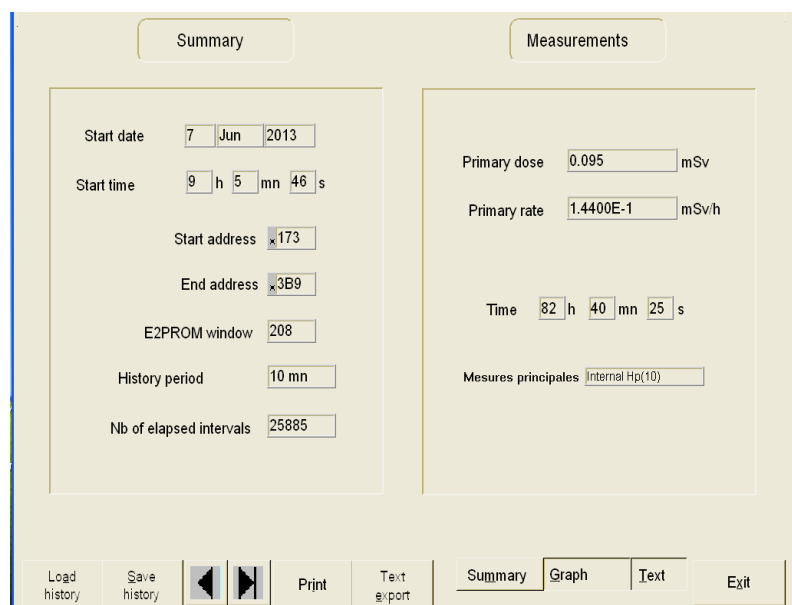 Summary
Start date 7 Jun 2013
Start time 9 h 5 mn 46 s
Start address x 173
End address x 3B9
E2PROM window 208
History period 10 mn
Nb of elapsed intervals 25885
Measurements
Primary dose 0.095 mSv
Primary rate 1.4400E-1 mSv/h
Time 82 h 40 mn 25 s
Mesures principales Internal Hp(10)
Load
history
Save
history
Print
Text
export
Summary
Graph
Text
Exit